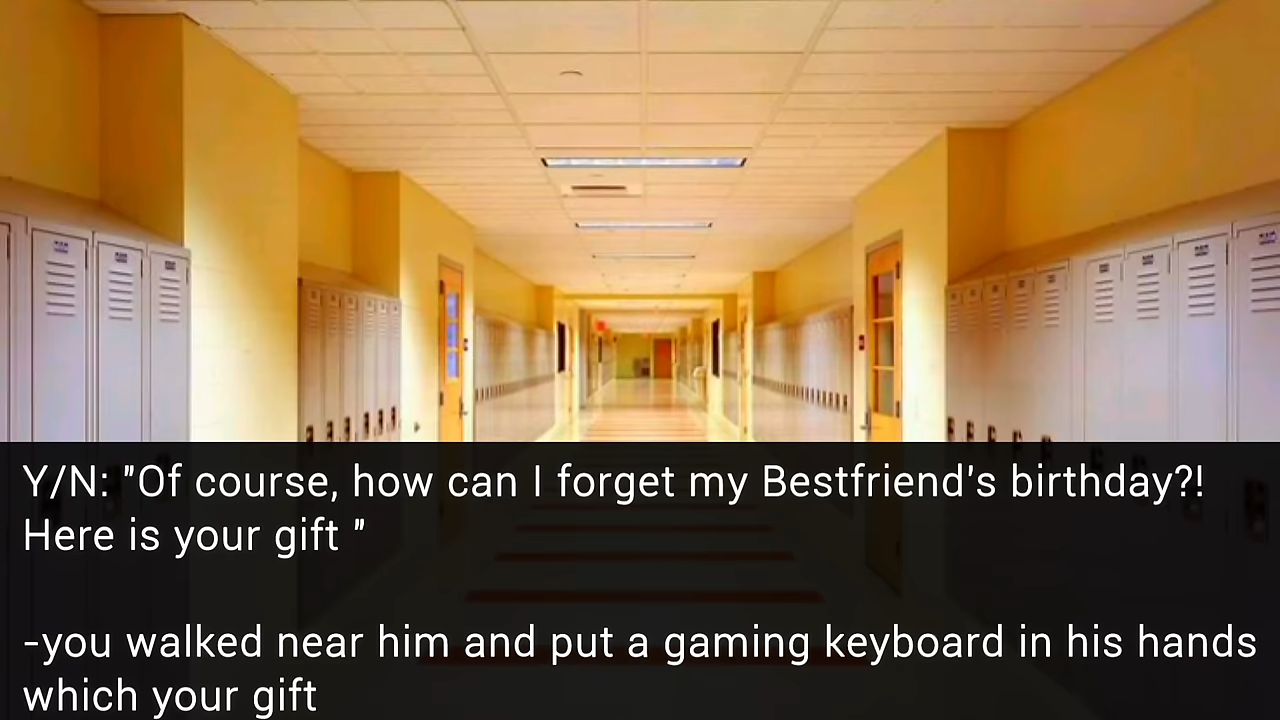 Y/N: "Of course, how can I forget my Bestfriend's birthday?!
Here is your gift "
-you walked near him and put a gaming keyboard in his hands
which your gift